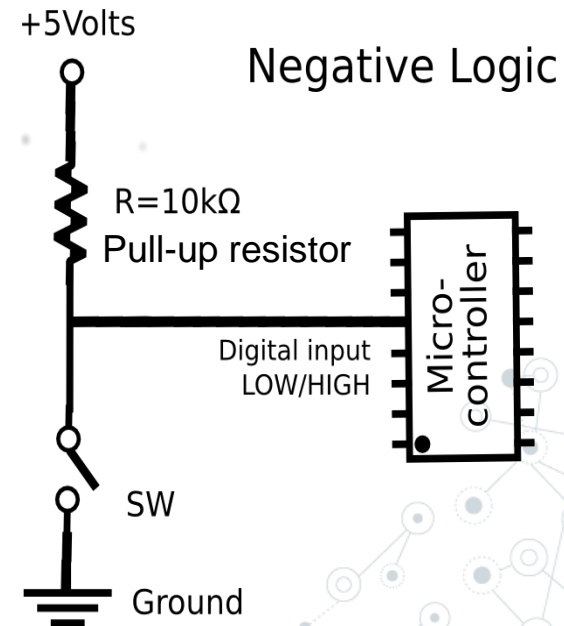 +5Volts
Negative Logic
R=10kΩ
Pull-up resistor
Digital input
LOW/HIGH
Micro-
controller
SW
Ground